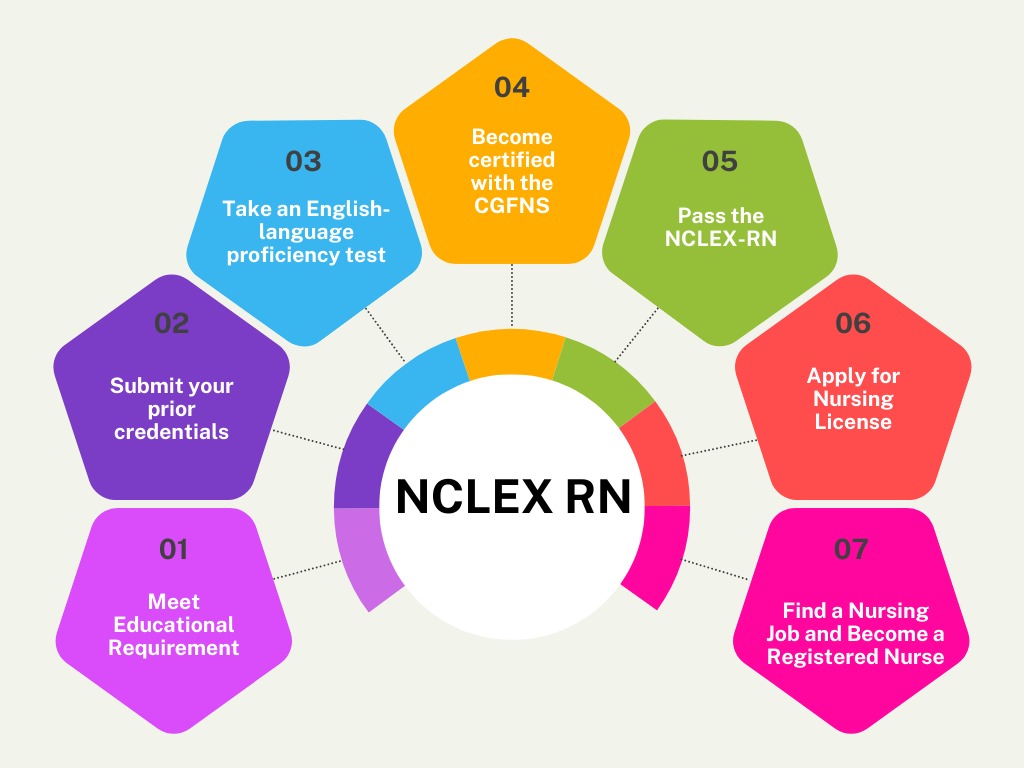 01
Meet
Educational
Requirement
02
Submit your
prior
credentials
03
Take an English-
language
proficiency test
04
Become
certified
with the
CGFNS
05
Pass the
NCLEX-RN
06
Apply for
Nursing
License
07
Find a Nursing
Job and Become a
Registered Nurse
NCLEX RN